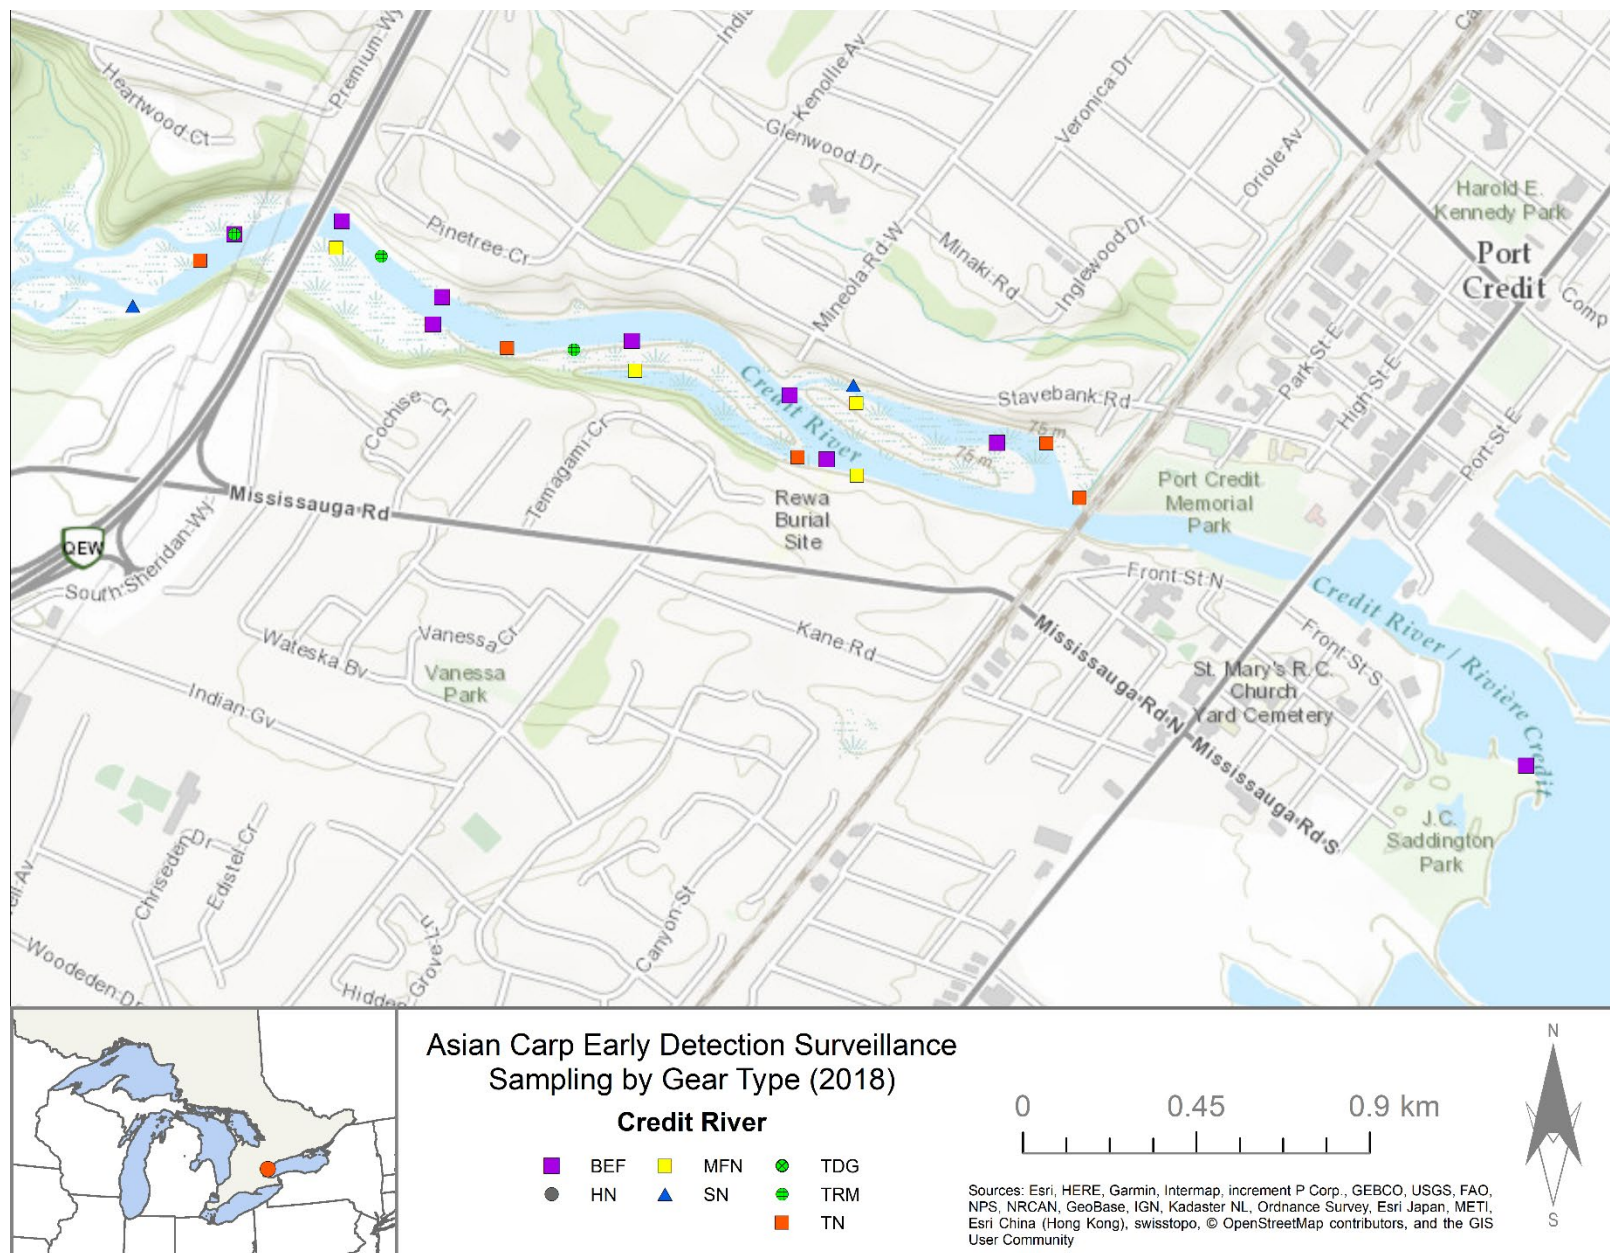 Heartwood Ct
Premium Wy
Kenollie Av
Glenwood Dr
Veronica Dr
Oriole Av
Harold E.
Kennedy Park
Port
Credit
Comp
Pinetree Cr
Mineola Rd W
Minaki Rd
Inglewood Dr
Park St E
High St E
Port St E
Stavebank Rd
Credit River
75 m
75 m
Cochise Cr
Temagami Cr
Mississauga Rd
Rewa
Burial
Site
Port Credit
Memorial
Park
QEW
South Sheridan Wy
Front St N
Credit River / Rivière Credit
Front St S
Wateska Bv
Vanessa Cr
Vanessa
Park
Kane Rd
Mississauga Rd N
St. Mary's R.C.
Church
Yard Cemetery
Indian Gv
Mississauga Rd S
J.C.
Saddington
Park
Chriseden Dr
Edistel Cr
Canyon St
Hidden Grove Ln
Woodeden Dr
Asian Carp Early Detection Surveillance
Sampling by Gear Type (2018)
Credit River
BEF MFN TDG
HN SN TRM
TN
0 0.45 0.9 km
N
S
Sources: Esri, HERE, Garmin, Intermap, increment P Corp., GEBCO, USGS, FAO,
NPS, NRCAN, GeoBase, IGN, Kadaster NL, Ordnance Survey, Esri Japan, METI,
Esri China (Hong Kong), swisstopo, © OpenStreetMap contributors, and the GIS
User Community